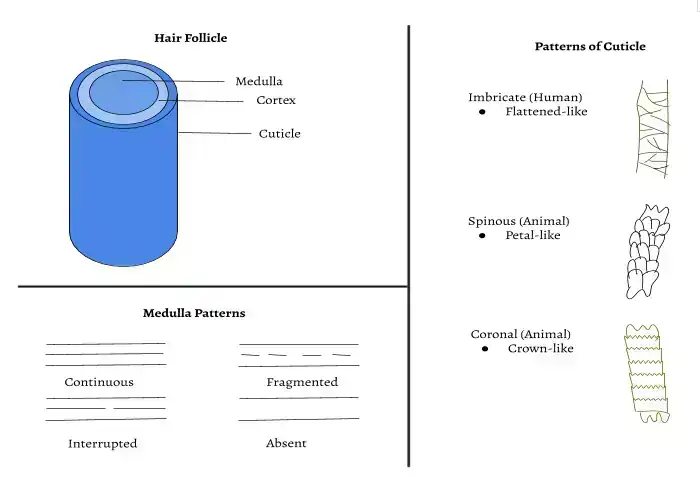 Hair Follicle
Medulla
Cortex
Cuticle
Medulla Patterns
Continuous
Fragmented
Interrupted
Absent
Patterns of Cuticle
Imbricate (Human)
● Flattened-like
Spinous (Animal)
● Petal-like
Coronal (Animal)
● Crown-like